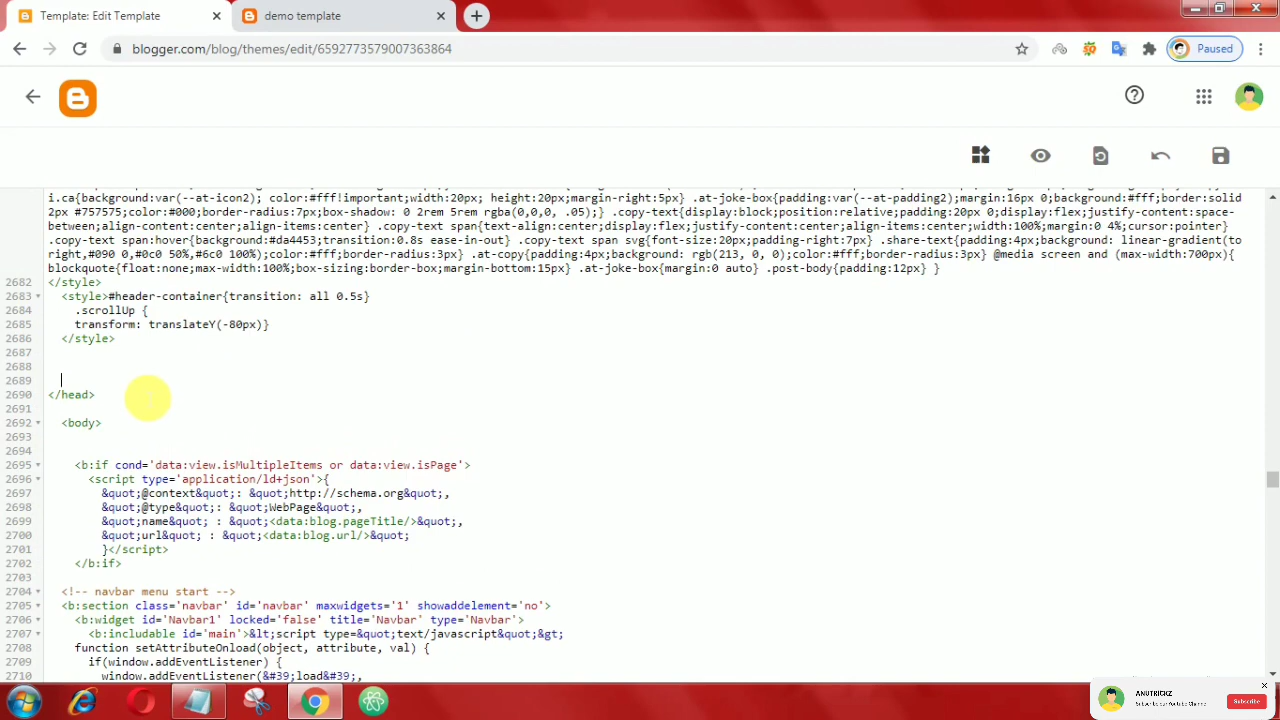 Template: Edit Template
demo template
blogger.com/blog/themes/edit/6592773579007363864
Paused
i.ca{background:var(--at-icon2); color:#fff!important;width:20px; height:20px;margin-right:5px} .at-joke-box{padding:var(--at-padding2);margin:16px 0;background:#fff;border:solid
2px #757575;color:#000;border-radius:7px;box-shadow: 0 2rem 5rem rgba(0,0,0, .05);} .copy-text{display:block;position:relative;padding:20px 0;display:flex;justify-content:space-
between;align-content:center;align-items:center} .copy-text span{text-align:center;display:flex;justify-content:center;align-items:center;width:100%;margin:0 4%;cursor:pointer}
.copy-text span:hover{background:#da4453;transition:0.8s ease-in-out} .copy-text span svg{font-size:20px;padding-right:7px} .share-text{padding:4px;background: linear-gradient(to
right,#090 0,#0c0 50%,#6c0 100%);color:#fff;border-radius:3px} .at-copy{padding:4px;background: rgb(213, 0, 0);color:#fff;border-radius:3px} @media screen and (max-width:700px){
blockquote{float:none;max-width:100%;box-sizing:border-box;margin-bottom:15px} .at-joke-box{margin:0 auto} .post-body{padding:12px} }
2682 </style>
2683 <style>#header-container{transition: all 0.5s}
2684 .scrollUp {
2685 transform: translateY(-80px)}
2686 </style>
2687
2688
2689
2690 </head>
2691
2692 <body>
2693
2694
2695 <b:if cond='data:view.isMultipleItems or data:view.isPage'>
2696 <script type='application/ld+json'>{
2697 &quot;@context&quot;: &quot;http://schema.org&quot;,
2698 &quot;@type&quot;: &quot;WebPage&quot;,
2699 &quot;name&quot; : &quot;<data:blog.pageTitle/>&quot;,
2700 &quot;url&quot; : &quot;<data:blog.url/>&quot;
2701 }</script>
2702 </b:if>
2703
2704 <!-- navbar menu start -->
2705 <b:section class='navbar' id='navbar' maxwidgets='1' showaddelement='no'>
2706 <b:widget id='Navbar1' locked='false' title='Navbar' type='Navbar'>
2707 <b:includable id='main'>&lt;script type=&quot;text/javascript&quot;&gt;
2708 function setAttributeOnload(object, attribute, val) {
2709 if(window.addEventListener) {
2710 window.addEventListener(&#39;load&#39;,
ANUTRICKZ
Subscribe our Youtube Channel
Subscribe